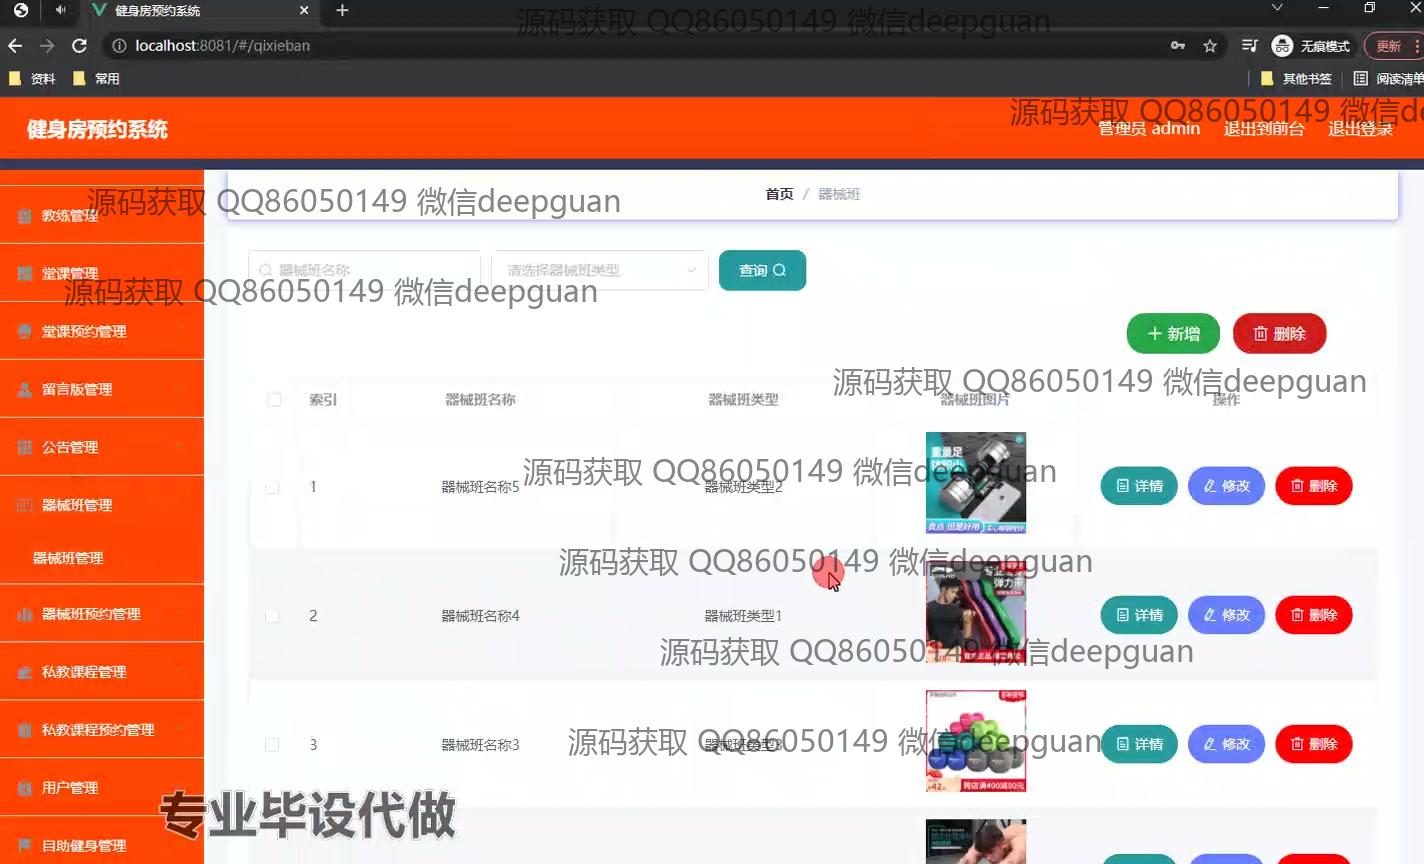 健身房预约系统
localhost:8081/#/qixieban
无痕模式
更新
资料
常用
其他书签
阅读清单
源码获取 QQ86050149 微信deepguan
健身房预约系统
源码获取 QQ86050149 微信de
管理员 admin
退出到前台
退出登录
首页 / 器械班
源码获取 QQ86050149 微信deepguan
教练管理
堂课管理
堂课预约管理
留言版管理
公告管理
器械班管理
器械班管理
器械班预约管理
私教课程管理
私教课程预约管理
用户管理
自助健身管理
器械班名称
请选择器械班类型
查询
源码获取 QQ86050149 微信deepguan
新增
删除
源码获取 QQ86050149 微信deepguan
索引 器械班名称 器械班类型 器械班图片 操作
源码获取 QQ86050149 微信deepguan
重量足
1 器械班名称5 器械班类型2 详情 修改 删除
源码获取 QQ86050149 微信deepguan
弹力带
2 器械班名称4 器械班类型1 详情 修改 删除
源码获取 QQ86050149 微信deepguan
源码获取 QQ86050149 微信deepguan
3 器械班名称3 器械班类型3 详情 修改 删除
跨店满400减30元
专业毕设代做